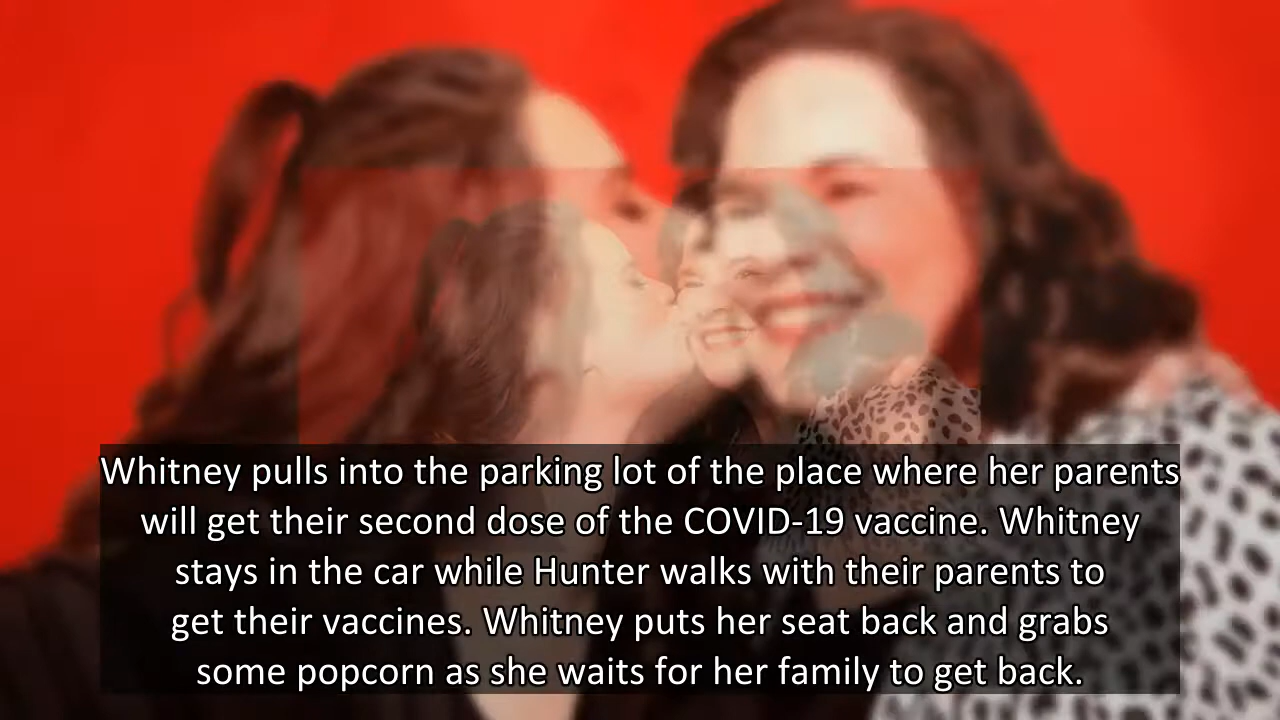 Whitney pulls into the parking lot of the place where her parents
will get their second dose of the COVID-19 vaccine. Whitney
stays in the car while Hunter walks with their parents to
get their vaccines. Whitney puts her seat back and grabs
some popcorn as she waits for her family to get back.